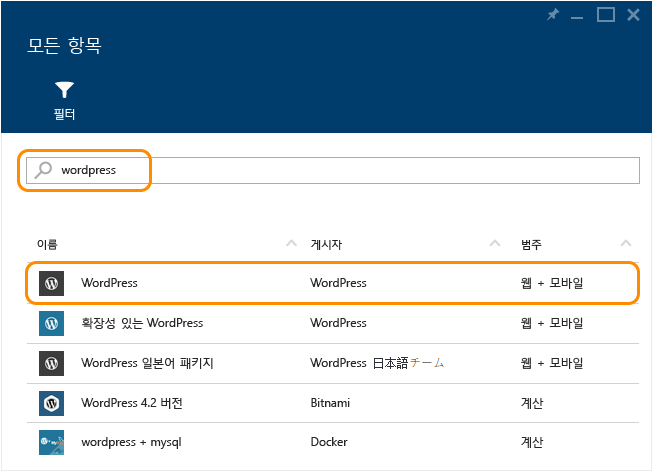 모든 항목
필터
wordpress
이름 게시자 범주
WordPress WordPress 웹 + 모바일
확장성 있는 WordPress WordPress 웹 + 모바일
WordPress 일본어 패키지 WordPress 日本語チーム 웹 + 모바일
WordPress 4.2 버전 Bitnami 계산
wordpress + mysql Docker 계산